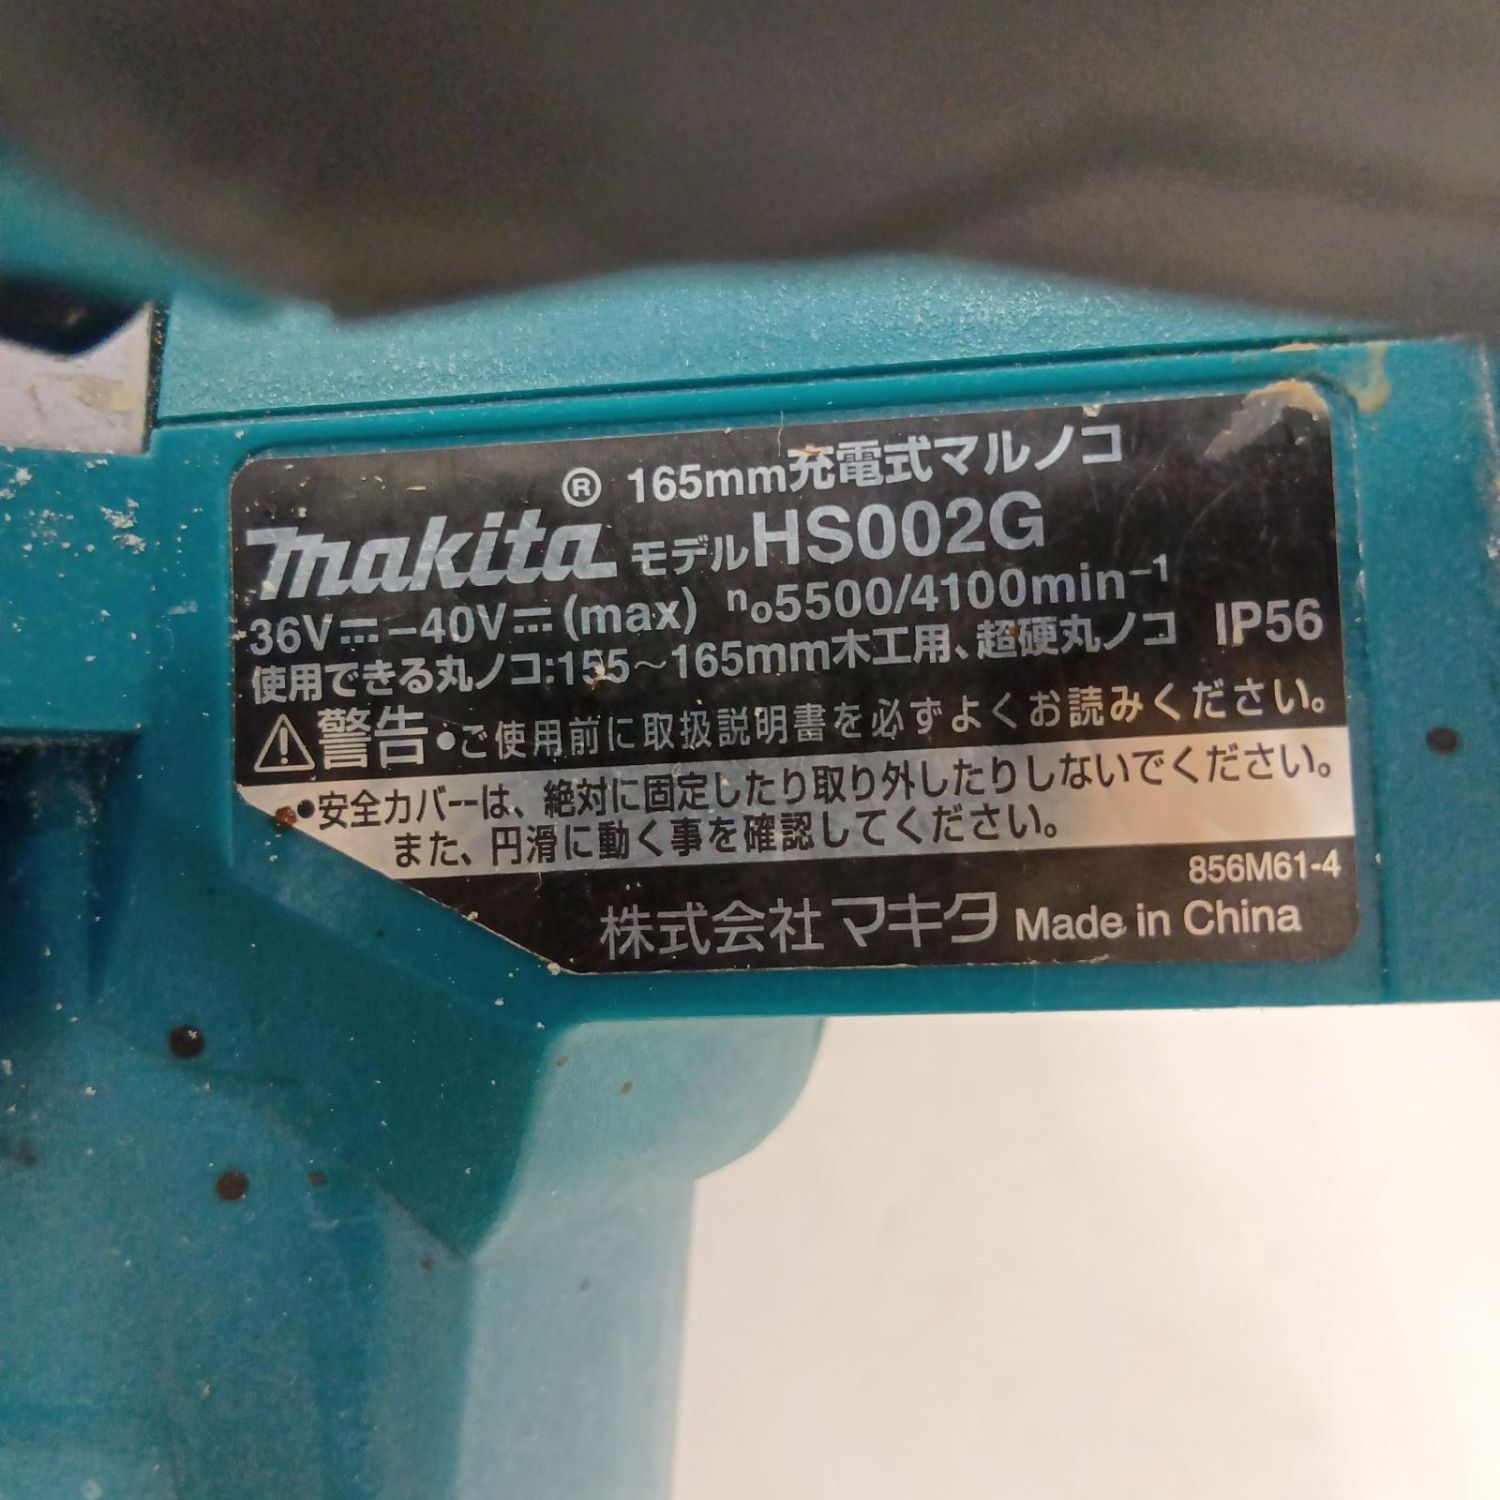 ® 165mm充電式マルノコ
makita モデルHS002G
36V⎓-40V⎓(max) n₀5500/4100min⁻¹
使用できる丸ノコ:155~165mm木工用、超硬丸ノコ IP56
⚠警告 •ご使用前に取扱説明書を必ずよくお読みください。
•安全カバーは、絶対に固定したり取り外したりしないでください。
また、円滑に動く事を確認してください。
856M61-4
株式会社マキタ Made in China